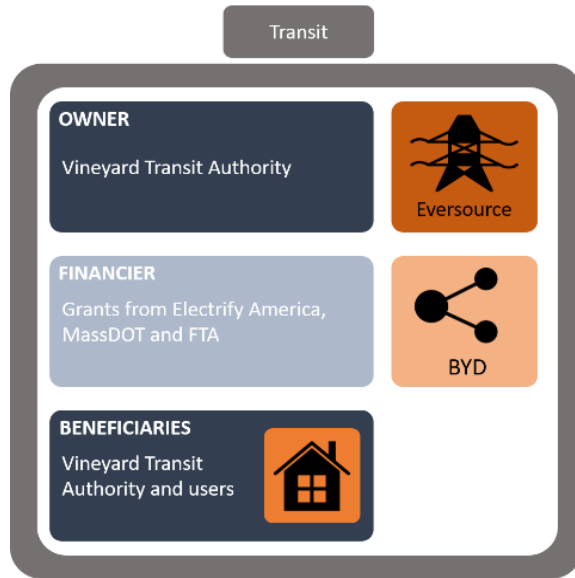 Transit
OWNER
Vineyard Transit Authority
Eversource
FINANCIER
Grants from Electrify America,
MassDOT and FTA
BYD
BENEFICIARIES
Vineyard Transit
Authority and users